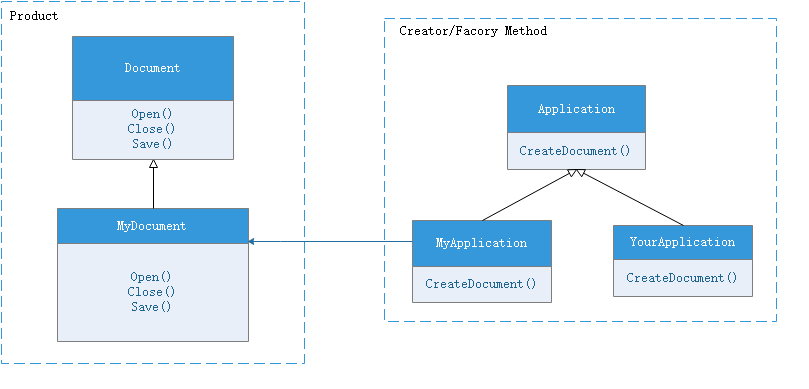 Product
Document
Open()
Close()
Save()
MyDocument
Open()
Close()
Save()
Creator/Facory Method
Application
CreateDocument()
MyApplication
CreateDocument()
YourApplication
CreateDocument()